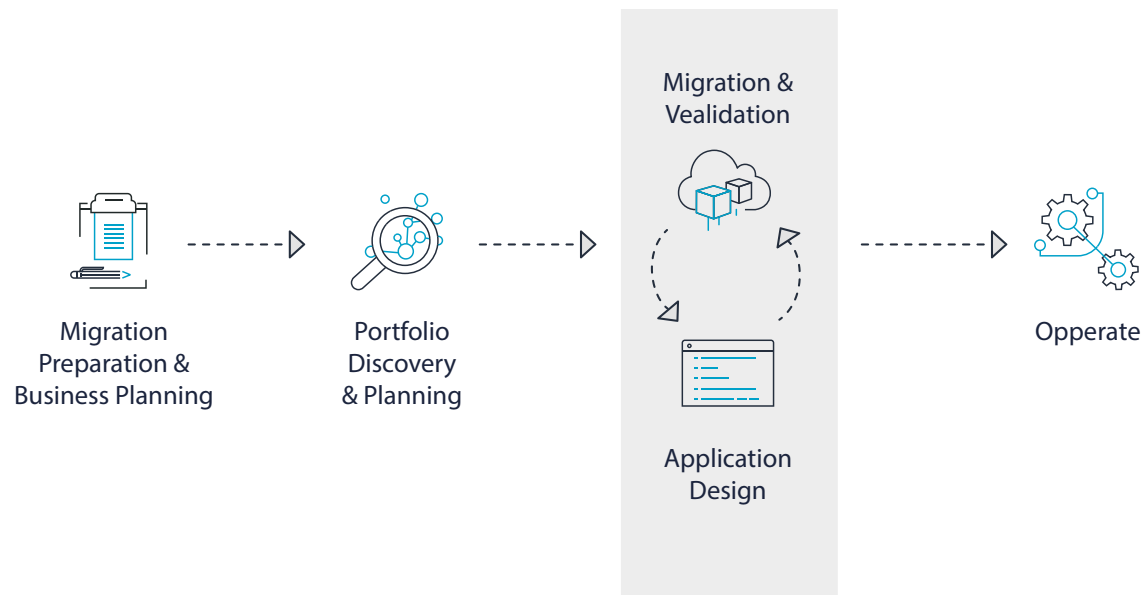 Migration
Preparation &
Business Planning
Portfolio
Discovery
& Planning
Migration &
Vealidation
Application
Design
Opperate